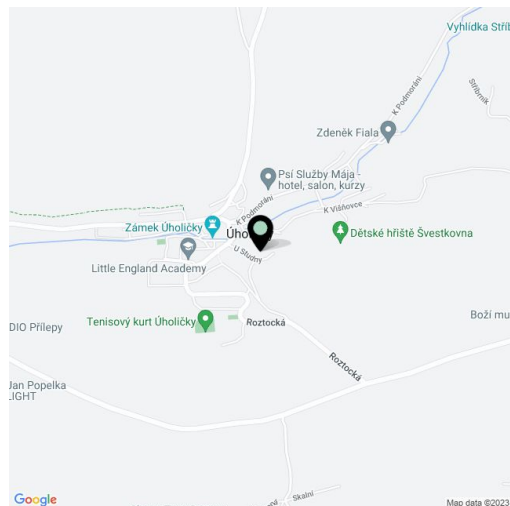 Vyhlídka Stříb
Stříbrník
K Podmoráni
Zdeněk Fiala
Psí Služby Mája -
hotel, salon, kurzy
K Višňovce
K Podmoráni
Zámek Úholičky
Úho
Dětské hřiště Švestkovna
U Studny
Little England Academy
Boží mu
Tenisový kurt Úholičky
Roztocká
DIO Přílepy
Roztocká
Jan Popelka
LIGHT
Skalní
Google
Map data ©2023